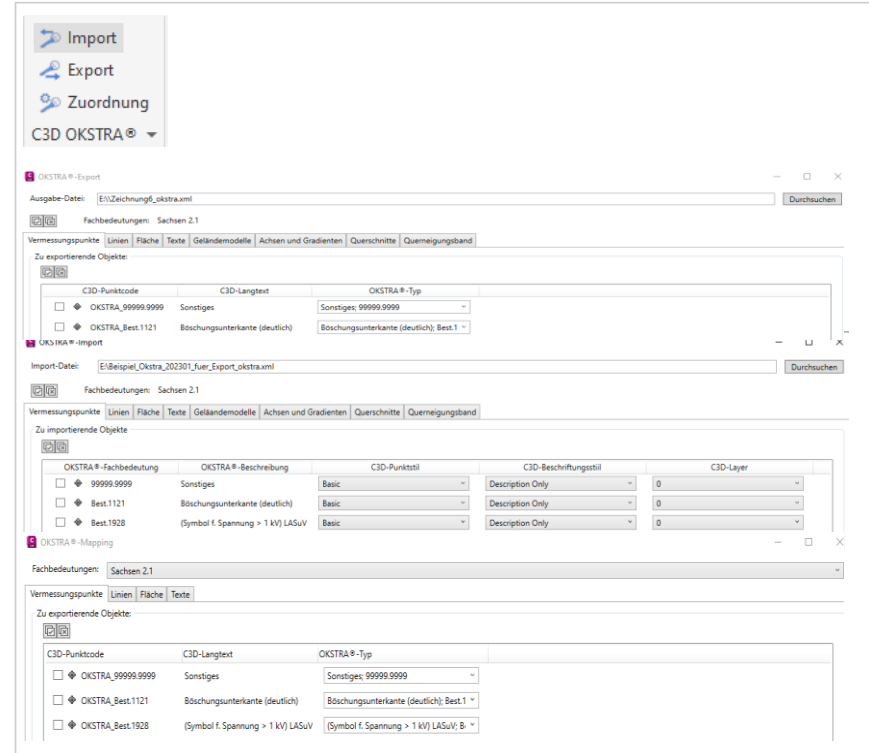 Import
Export
Zuordnung
C3D OKSTRA®
OKSTRA®-Export
Ausgabe-Datei: E:\\Zeichnung6_okstra.xml Durchsuchen
Fachbedeutungen: Sachsen 2.1
Vermessungspunkte Linien Fläche Texte Geländemodelle Achsen und Gradienten Querschnitte Querneigungsband
Zu exportierende Objekte:
C3D-Punktcode C3D-Langtext OKSTRA®-Typ
OKSTRA_99999.9999 Sonstiges Sonstiges; 99999.9999
OKSTRA_Best.1121 Böschungsunterkante (deutlich) Böschungsunterkante (deutlich); Best.1
OKSTRA®-Import
Import-Datei: E:\Beispiel_Okstra_202301_fuer_Export_okstra.xml Durchsuchen
Fachbedeutungen: Sachsen 2.1
Vermessungspunkte Linien Fläche Texte Geläandemodelle Achsen und Gradienten Querschnitte Querneigungsband
Zu importierende Objekte
OKSTRA®-Fachbedeutung OKSTRA®-Beschreibung C3D-Punktstil C3D-Beschriftungsstiil C3D-Layer
99999.9999 Sonstiges Basic Description Only 0
Best.1121 Böschungsunterkante (deutlich) Basic Description Only 0
Best.1928 (Symbol f. Spannung > 1 kV) LASuV Basic Description Only 0
OKSTRA®-Mapping
Fachbedeutungen: Sachsen 2.1
Vermessungspunkte Linien Fläche Texte
Zu exportierende Objekte:
C3D-Punktcode C3D-Langtext OKSTRA®-Typ
OKSTRA_99999.9999 Sonstiges Sonstiges; 99999.9999
OKSTRA_Best.1121 Böschungsunterkante (deutlich) Böschungsunterkante (deutlich); Best.1
OKSTRA_Best.1928 (Symbol f. Spannung > 1 kV) LASuV (Symbol f. Spannung > 1 kV) LASuV;